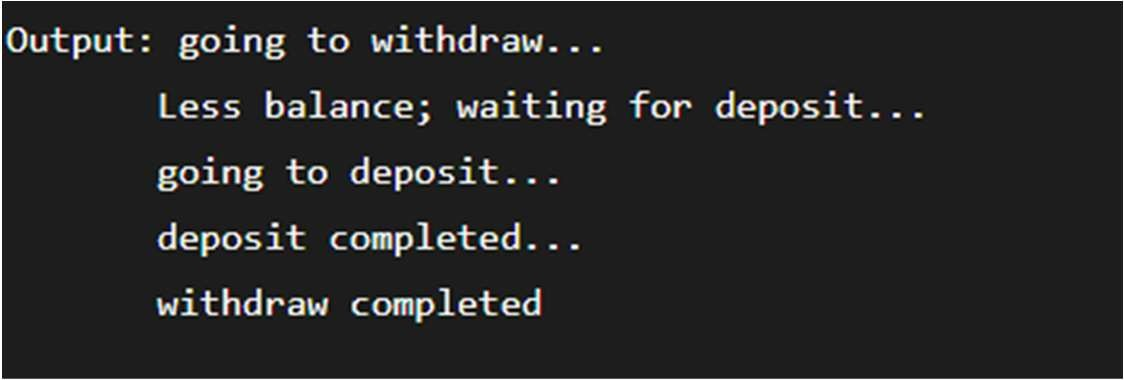 Output: going to withdraw...
Less balance; waiting for deposit...
going to deposit...
deposit completed...
withdraw completed